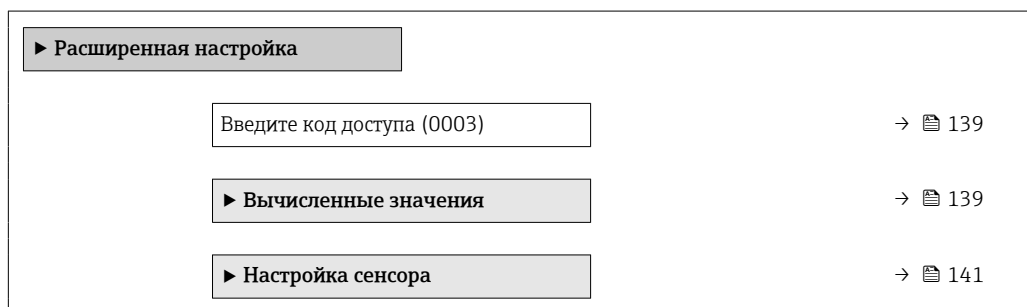 ▶ Расширенная настройка
Введите код доступа (0003) → 139
▶ Вычисленные значения → 139
▶ Настройка сенсора → 141